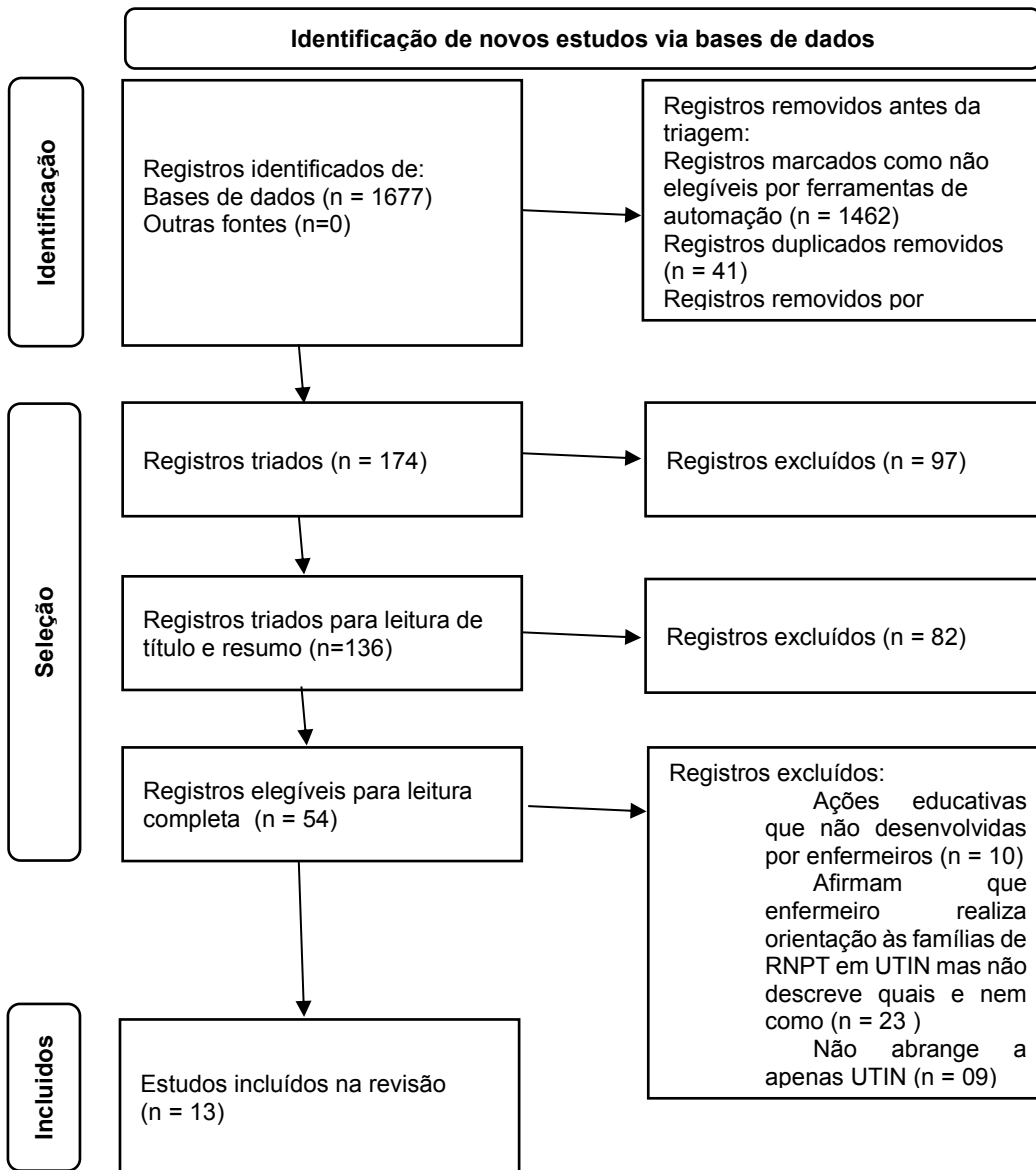 Identificação de novos estudos via bases de dados
Identificação
Registros identificados de:
Bases de dados (n = 1677)
Outras fontes (n=0)
Registros removidos antes da
triagem:
Registros marcados como não
elegíveis por ferramentas de
automação (n = 1462)
Registros duplicados removidos
(n = 41)
Registros removidos por
Seleção
Registros triados (n = 174)
Registros excluídos (n = 97)
Registros triados para leitura de
título e resumo (n=136)
Registros excluídos (n = 82)
Registros elegíveis para leitura
completa (n = 54)
Registros excluídos:
Ações educativas
que não desenvolvidas
por enfermeiros (n = 10)
Afirmam que
enfermeiro realiza
orientação às famílias de
RNPT em UTIN mas não
descreve quais e nem
como (n = 23 )
Não abrange a
apenas UTIN (n = 09)
Incluidos
Estudos incluídos na revisão
(n = 13)